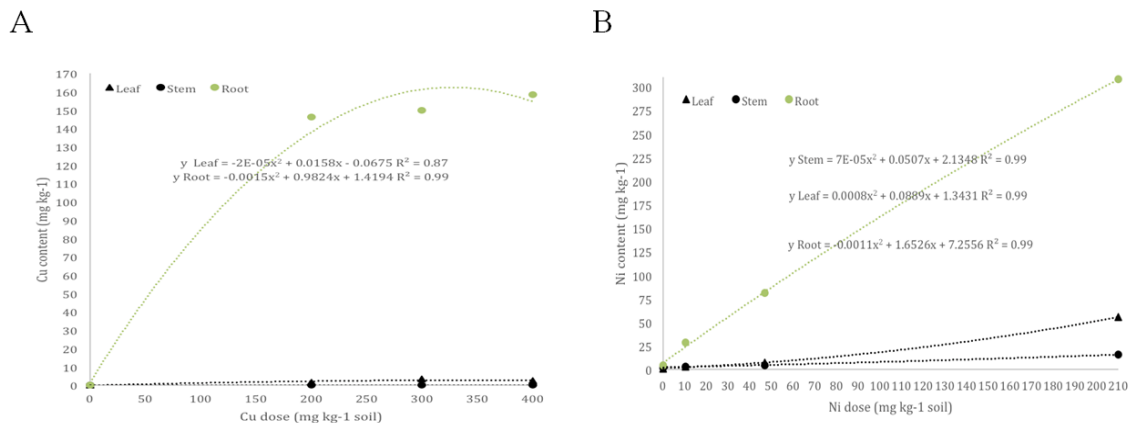 A
B
Cu content (mg kg-1)
170
160
150
140
130
120
110
100
90
80
70
60
50
40
30
20
10
0
Leaf Stem Root
y Leaf = -2E-05x² + 0.0158x - 0.0675 R² = 0.87
y Root = -0.0015x² + 0.9824x + 1.4194 R² = 0.99
0 50 100 150 200 250 300 350 400
Cu dose (mg kg-1 soil)
Ni content (mg kg-1)
300
275
250
225
200
175
150
125
100
75
50
25
0
Leaf Stem Root
y Stem = 7E-05x² + 0.0507x + 2.1348 R² = 0.99
y Leaf = 0.0008x² + 0.0889x + 1.3431 R² = 0.99
y Root = -0.0011x² + 1.6526x + 7.2556 R² = 0.99
0 10 20 30 40 50 60 70 80 90 100 110 120 130 140 150 160 170 180 190 200 210
Ni dose (mg kg-1 soil)